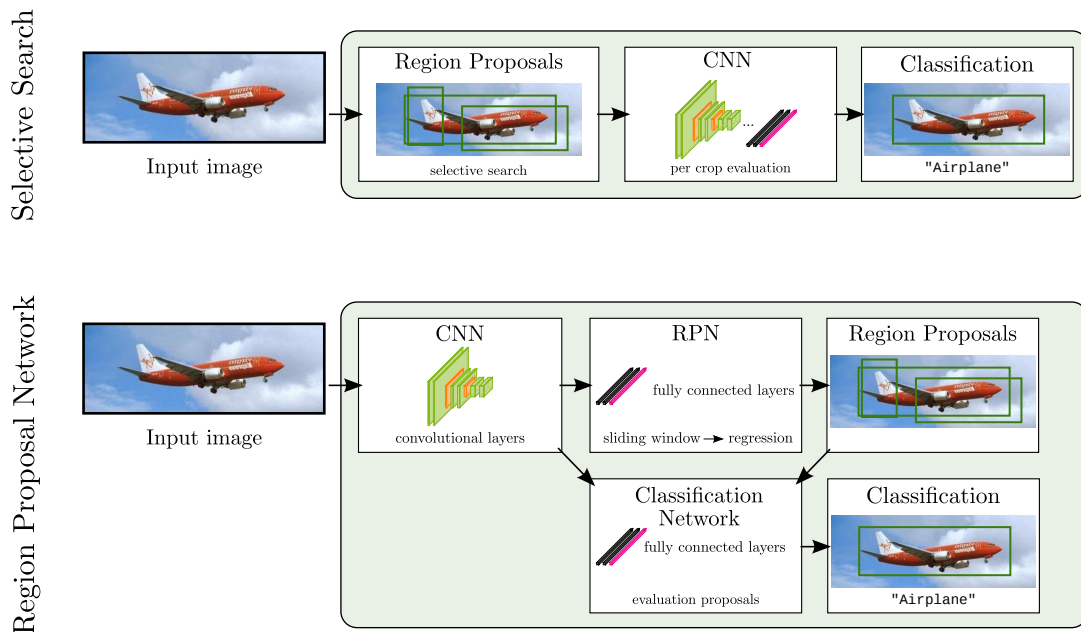 Selective Search
Input image
Region Proposals
selective search
CNN
...
per crop evaluation
Classification
"Airplane"
Region Proposal Network
Input image
CNN
convolutional layers
RPN
fully connected layers
sliding window → regression
Region Proposals
Classification
Network
fully connected layers
evaluation proposals
Classification
"Airplane"